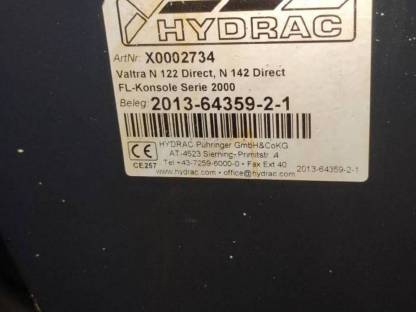 HYDRAC
ArtNr: X0002734
Valtra N 122 Direct, N 142 Direct
FL-Konsole Serie 2000
Beleg: 2013-64359-2-1
HYDRAC Pühringer GmbH&CoKG
AT-4523 Sierning-Primitstr. 4
Tel +43-7259-6000-0 • Fax Ext 40
www.hydrac.com • office@hydrac.com
CE
CE257
2013-64359-2-1